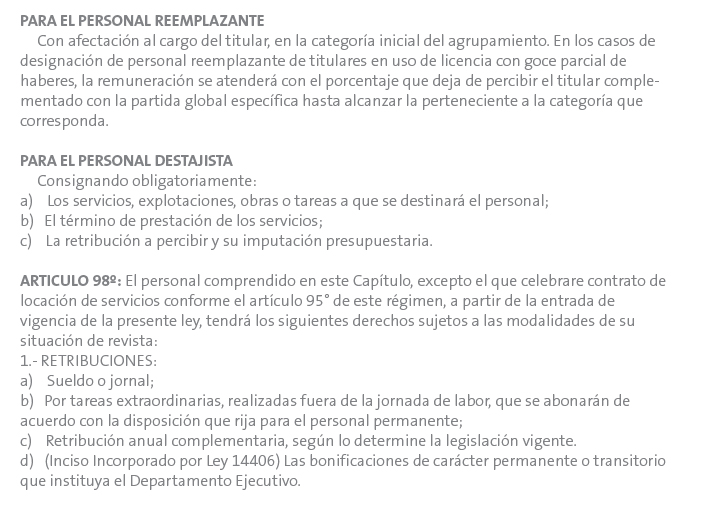 PARA EL PERSONAL REEMPLAZANTE
Con afectación al cargo del titular, en la categoría inicial del agrupamiento. En los casos de
designación de personal reemplazante de titulares en uso de licencia con goce parcial de
haberes, la remuneración se atenderá con el porcentaje que deja de percibir el titular comple-
mentado con la partida global específica hasta alcanzar la perteneciente a la categoría que
corresponda.
PARA EL PERSONAL DESTAJISTA
Consignando obligatoriamente:
a) Los servicios, explotaciones, obras o tareas a que se destinará el personal;
b) El término de prestación de los servicios;
c) La retribución a percibir y su imputación presupuestaria.
ARTICULO 98º: El personal comprendido en este Capítulo, excepto el que celebrare contrato de
locación de servicios conforme el artículo 95° de este régimen, a partir de la entrada de
vigencia de la presente ley, tendrá los siguientes derechos sujetos a las modalidades de su
situación de revista:
1.- RETRIBUCIONES:
a) Sueldo o jornal;
b) Por tareas extraordinarias, realizadas fuera de la jornada de labor, que se abonarán de
acuerdo con la disposición que rija para el personal permanente;
c) Retribución anual complementaria, según lo determine la legislación vigente.
d) (Inciso Incorporado por Ley 14406) Las bonificaciones de carácter permanente o transitorio
que instituya el Departamento Ejecutivo.